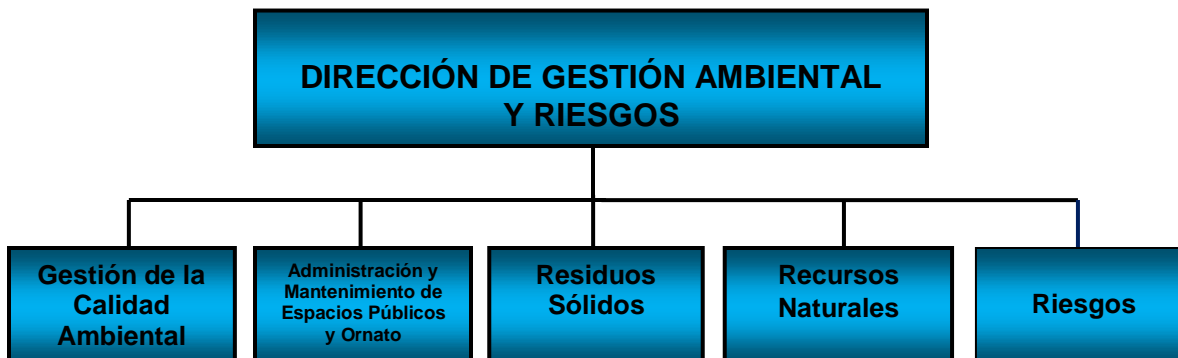 DIRECCIÓN DE GESTIÓN AMBIENTAL
Y RIESGOS
Gestión de la
Calidad
Ambiental
Administración y
Mantenimiento de
Espacios Públicos
y Ornato
Residuos
Sólidos
Recursos
Naturales
Riesgos